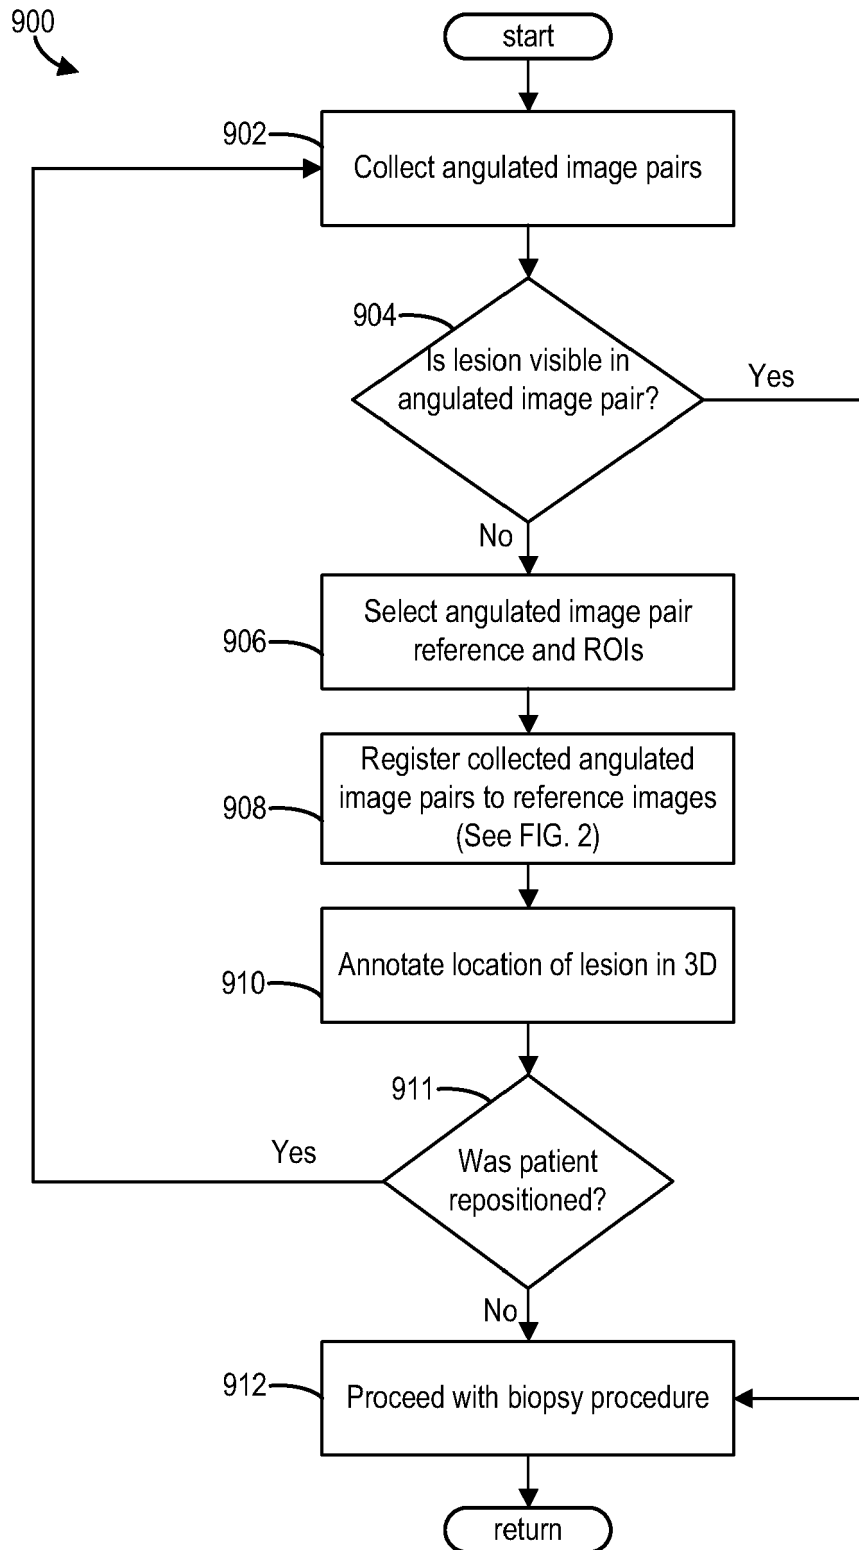 900
start
902
Collect angulated image pairs
904
Is lesion visible in
angulated image pair?
Yes
No
906
Select angulated image pair
reference and ROIs
908
Register collected angulated
image pairs to reference images
(See FIG. 2)
910
Annotate location of lesion in 3D
911
Yes
Was patient
repositioned?
No
912
Proceed with biopsy procedure
return